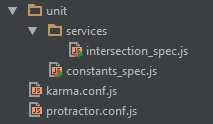 unit
services
intersection_spec.js
constants_spec.js
karma.conf.js
protractor.conf.js